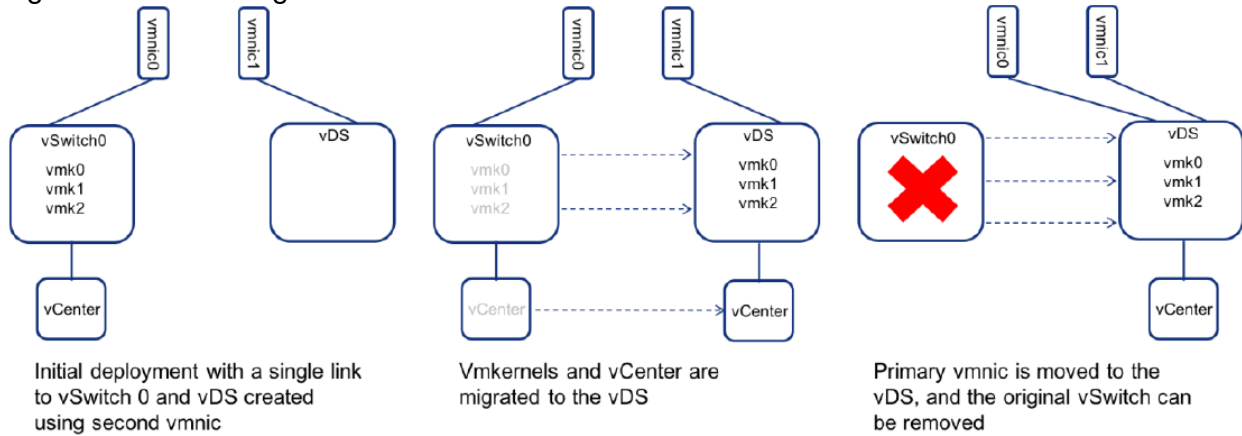 vmnic0
vmnic1
vSwitch0
vmk0
vmk1
vmk2
vDS
vCenter
Initial deployment with a single link
to vSwitch 0 and vDS created
using second vmnic
vmnic0
vmnic1
vSwitch0
vmk0
vmk1
vmk2
vDS
vmk0
vmk1
vmk2
vCenter
vCenter
Vmkernels and vCenter are
migrated to the vDS
vmnic0
vmnic1
vSwitch0
vDS
vmk0
vmk1
vmk2
vCenter
Primary vmnic is moved to the
vDS, and the original vSwitch can
be removed